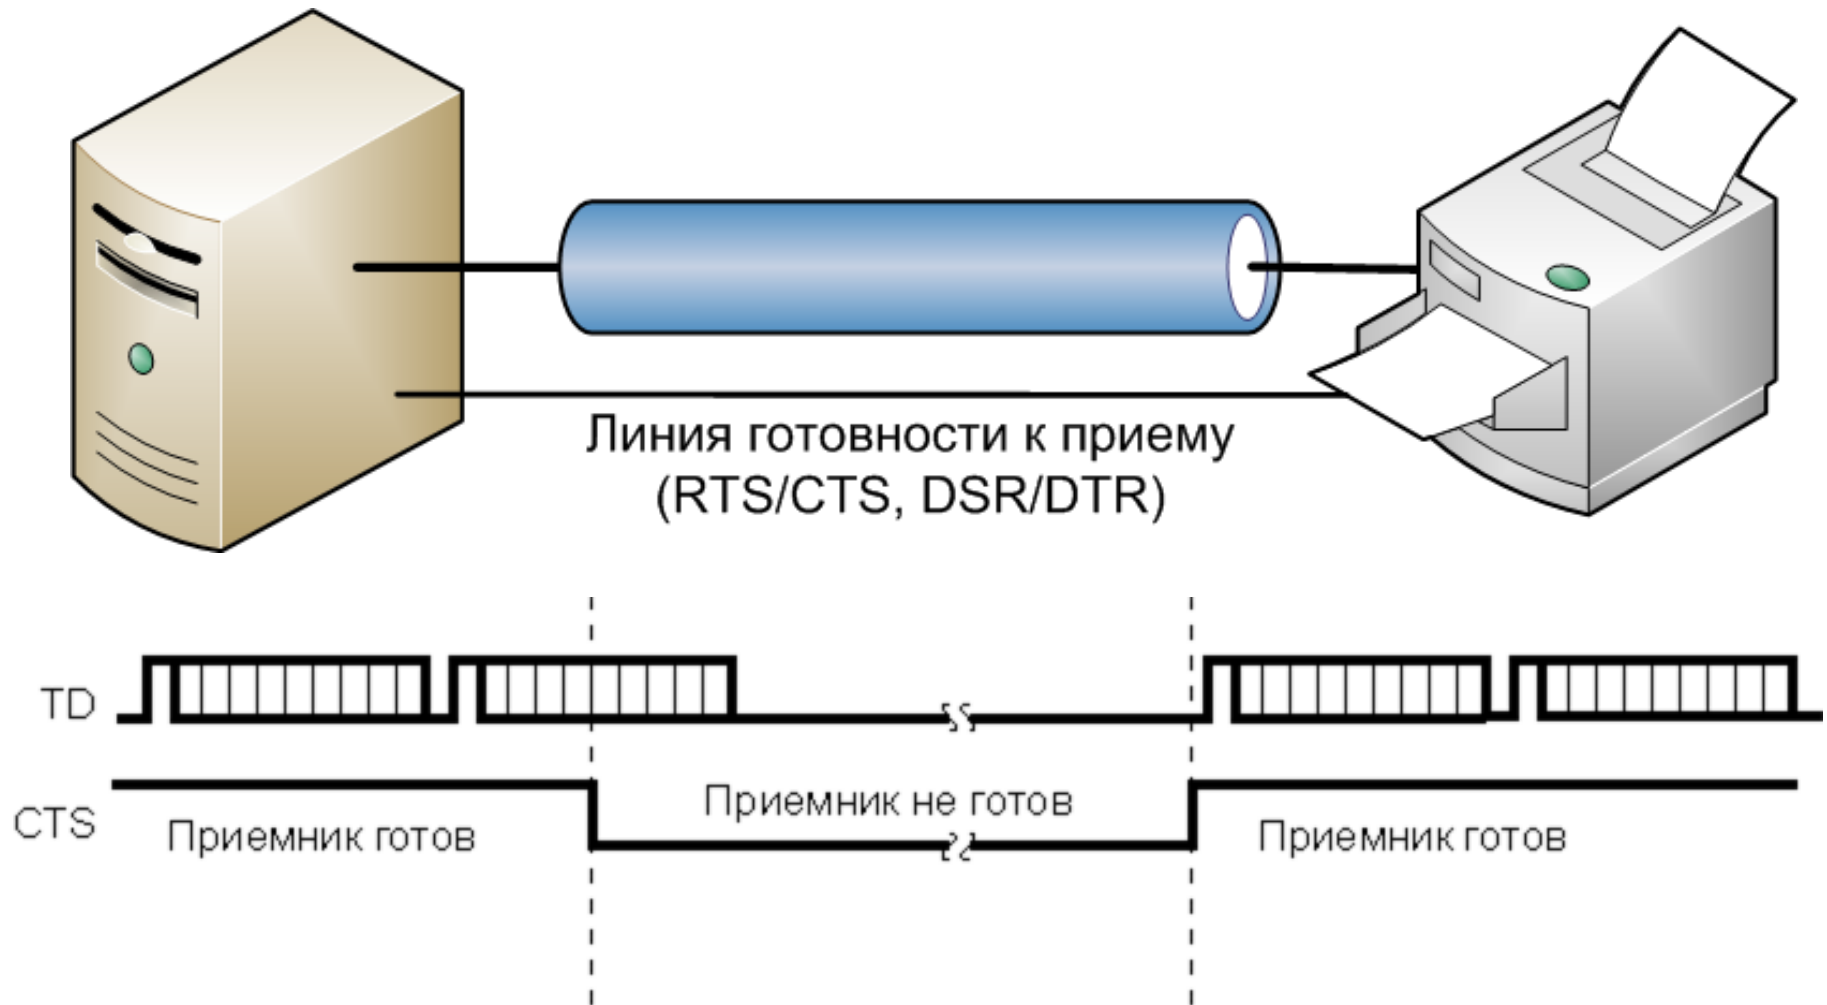 Линия готовности к приему
(RTS/CTS, DSR/DTR)
TD
CTS
Приемник готов
Приемник не готов
Приемник готов